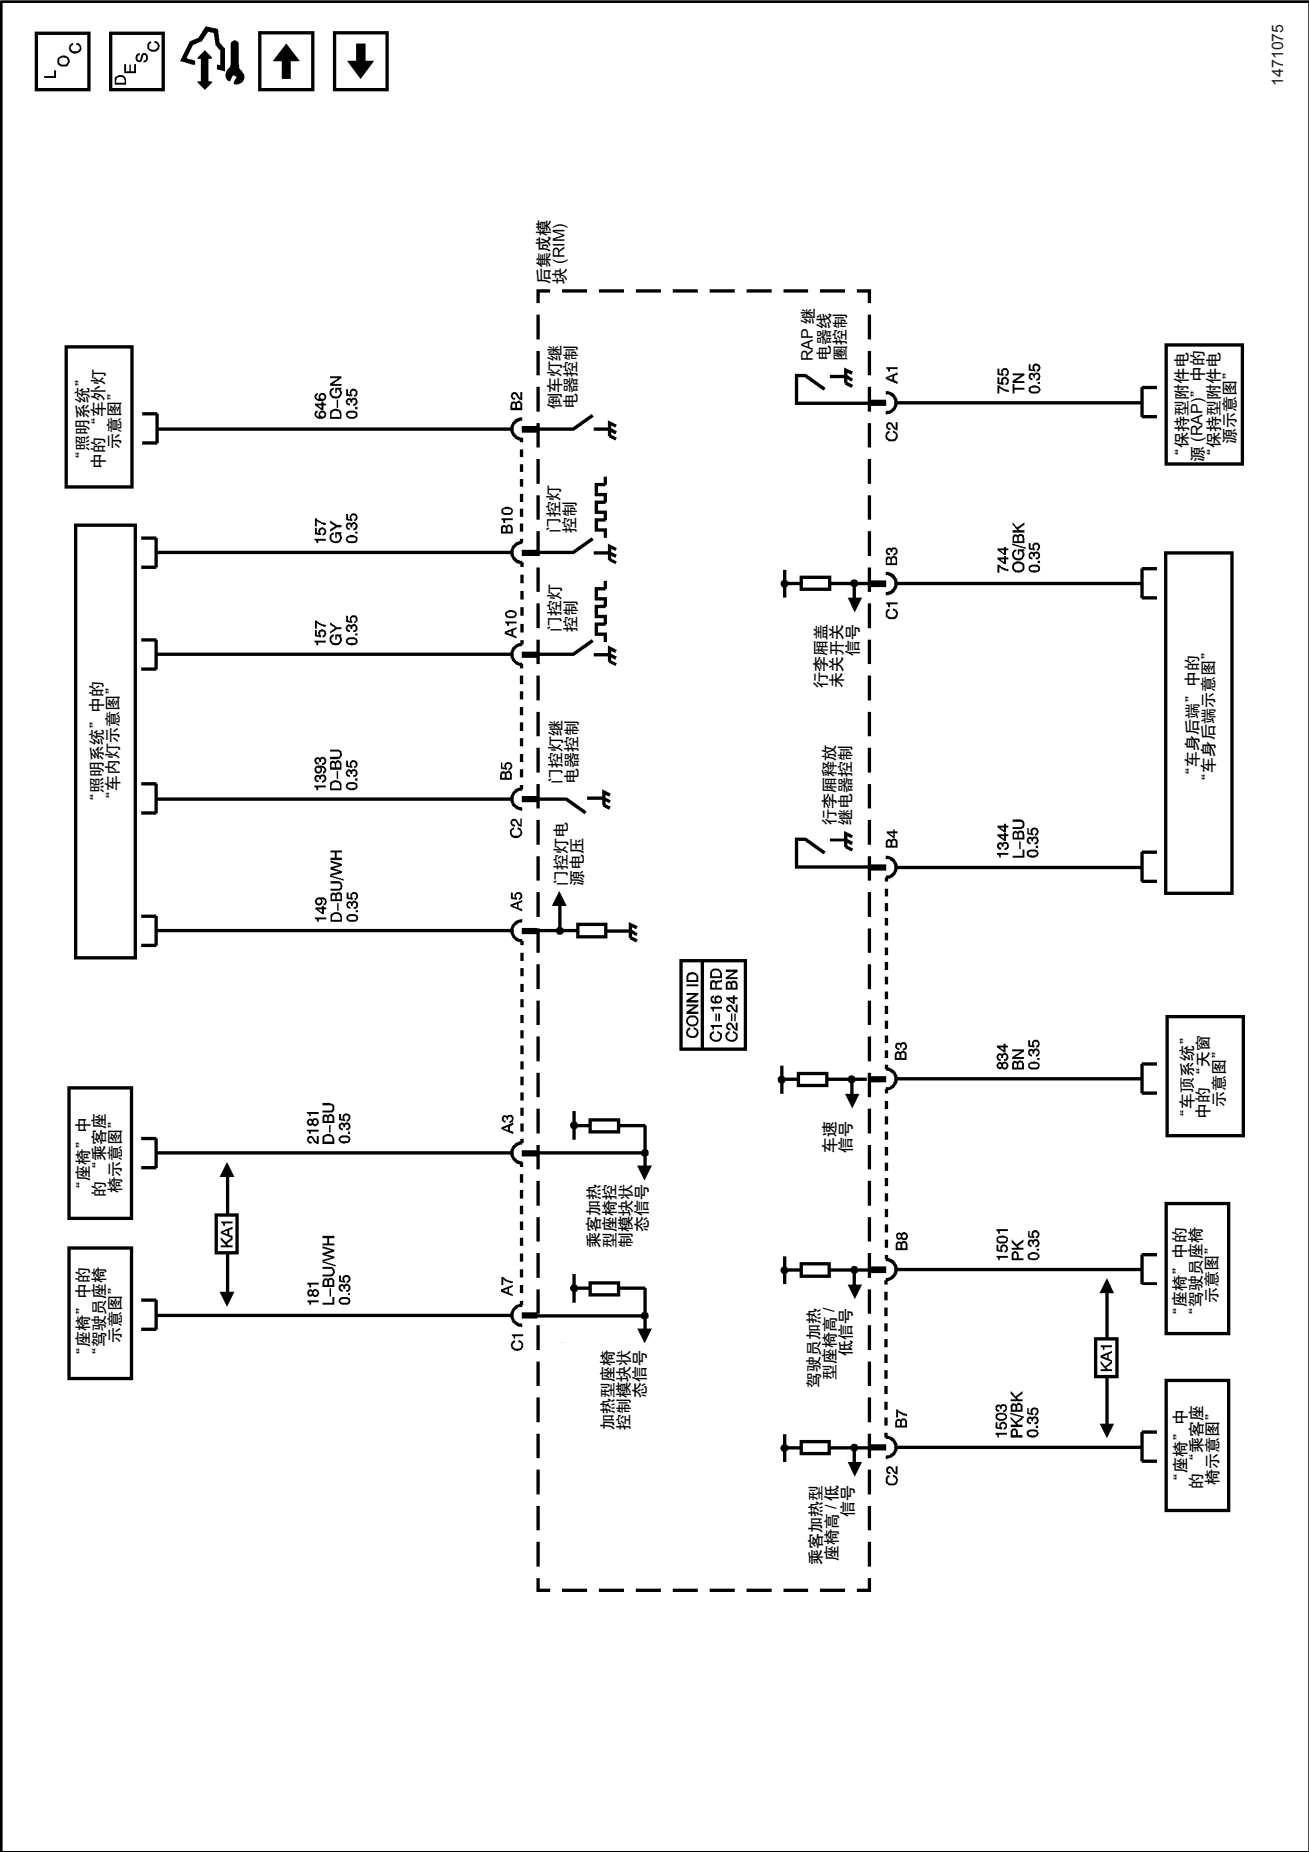 LOC
DESC
1471075
“座椅” 中的
“驾驶员座椅
示意图”
“座椅” 中
的 “乘客座
椅示意图”
“照明系统” 中的
“车内灯示意图”
“照明系统”
中的 “车外灯
示意图”
181
L-BU/WH
0.35
KA1
2181
D-BU
0.35
149
D-BU/WH
0.35
1393
D-BU
0.35
157
GY
0.35
157
GY
0.35
646
D-GN
0.35
C1
A7
A3
A5
C2
B5
A10
B10
B2
后集成模
块 (RIM)
加热型座椅
控制模块状
态信号
乘客加热
型座椅控
制模块状
态信号
门控灯电
源电压
门控灯继
电器控制
门控灯
控制
门控灯
控制
倒车灯继
电器控制
CONN ID
C1=16 RD
C2=24 BN
乘客加热型
座椅高 / 低
信号
驾驶员加热
型座椅高 /
低信号
车速
信号
行李厢释放
继电器控制
行李厢盖
未关开关
信号
RAP 继
电器线
圈控制
C2
B7
B8
B3
B4
C1
B3
C2
A1
1503
PK/BK
0.35
KA1
1501
PK
0.35
834
BN
0.35
1344
L-BU
0.35
744
OG/BK
0.35
755
TN
0.35
“座椅” 中
的 “乘客座
椅示意图”
“座椅” 中的
“驾驶员座椅
示意图”
“车顶系统”
中的 “天窗
示意图”
“车身后端” 中的
“车身后端示意图”
“保持型附件电
源 (RAP)” 中的
“保持型附件电
源示意图”